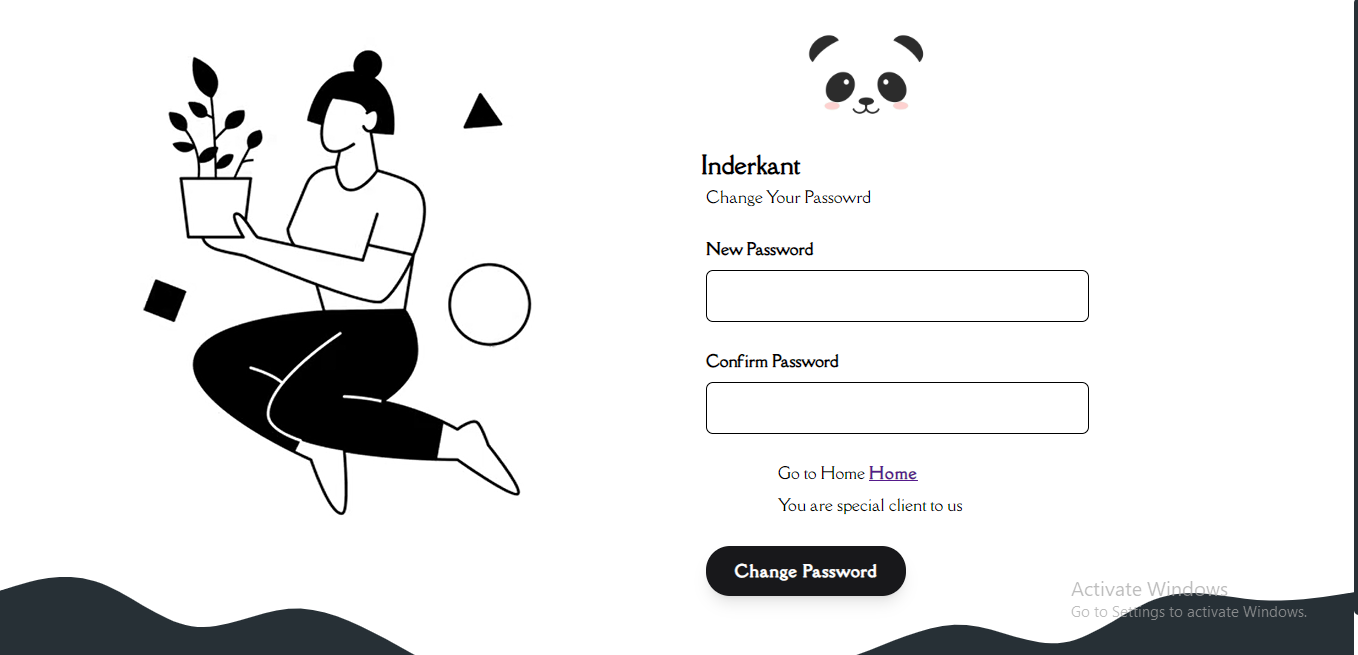 Inderkant
Change Your Passowrd
New Password
Confirm Password
Go to Home Home
You are special client to us
Change Password
Activate Windows
Go to Settings to activate Windows.